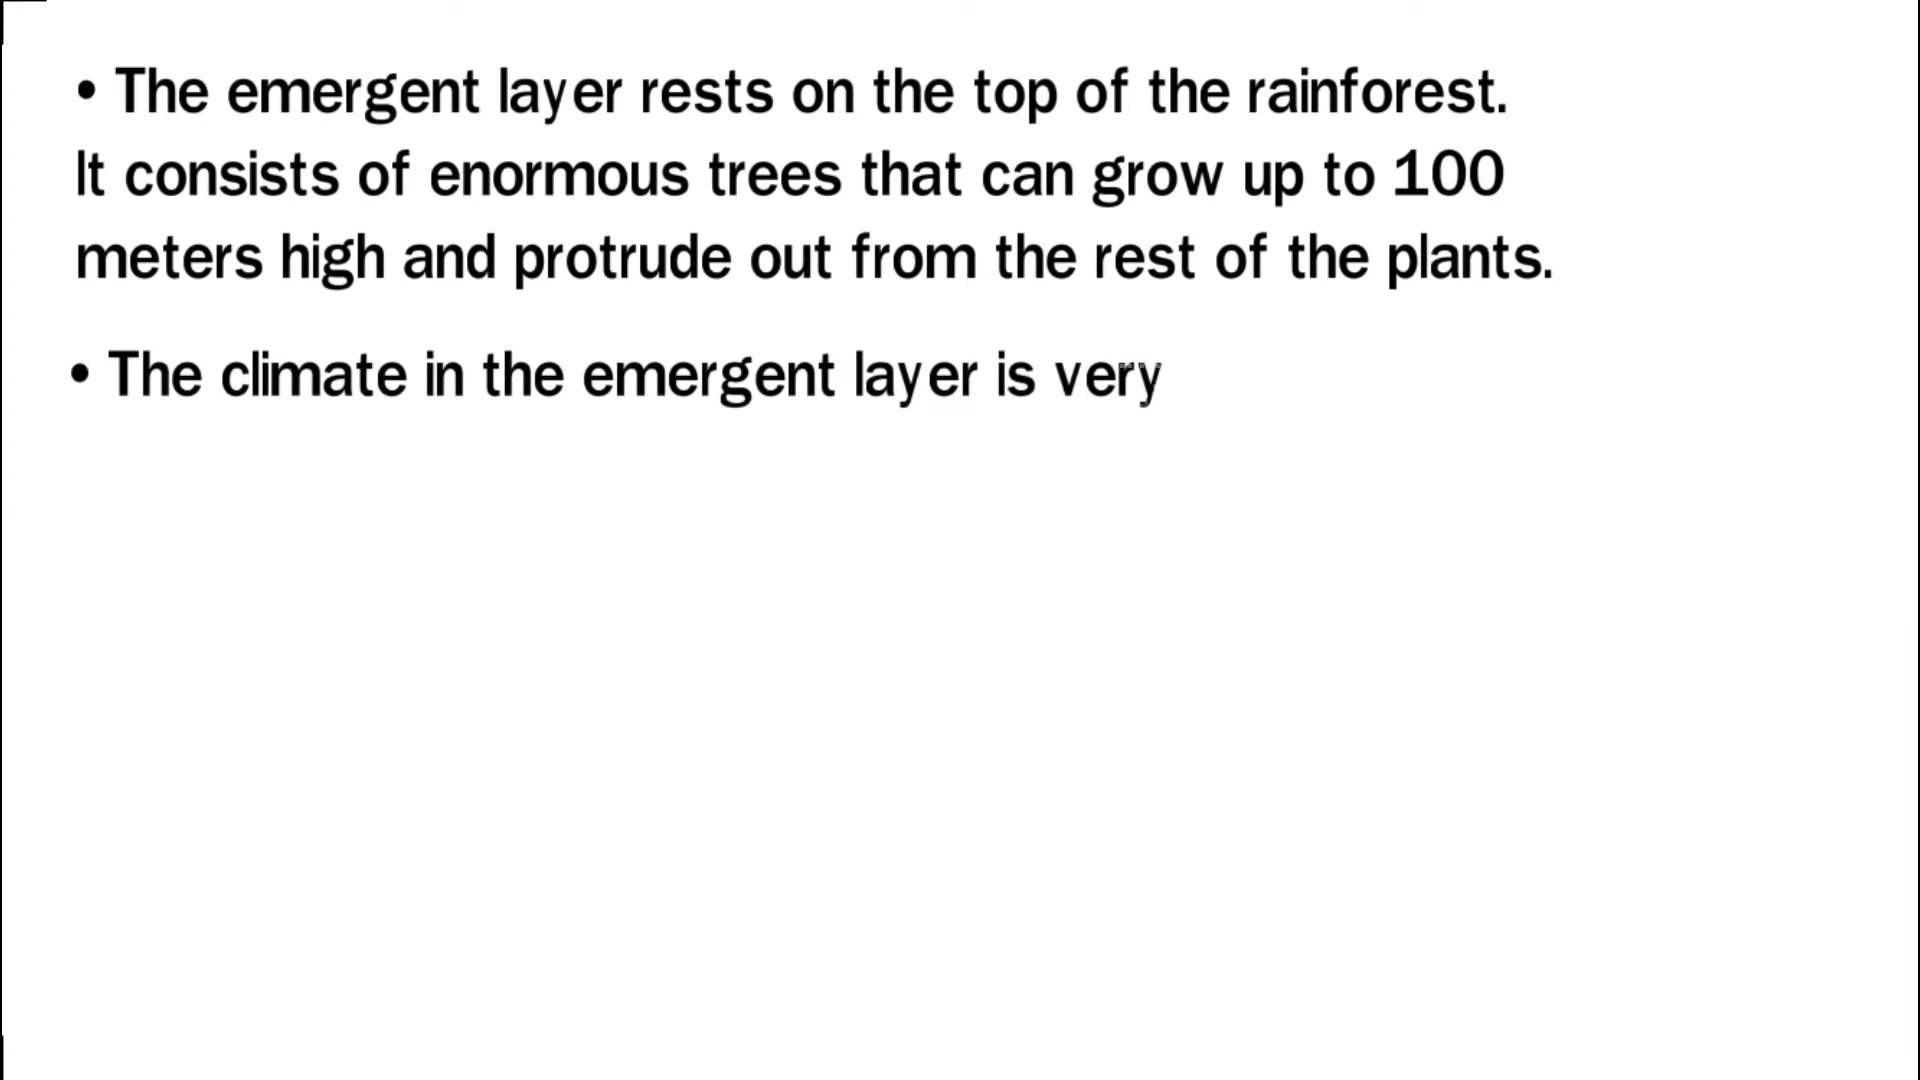 • The emergent layer rests on the top of the rainforest.
It consists of enormous trees that can grow up to 100
meters high and protrude out from the rest of the plants.
• The climate in the emergent layer is very